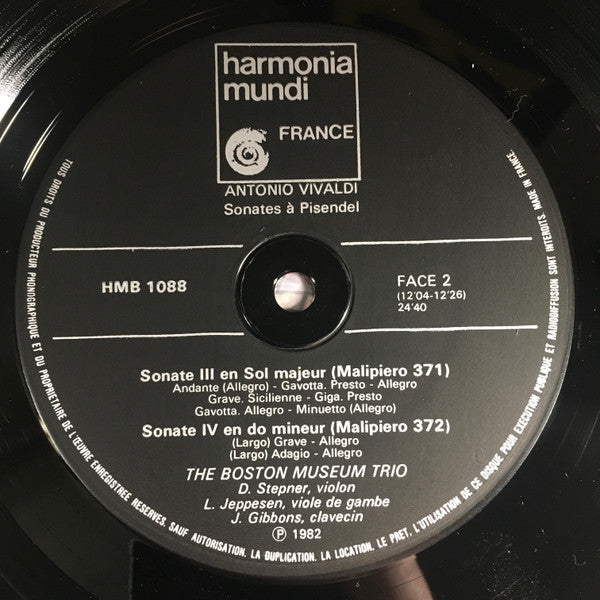 harmonia
mundi
FRANCE
ANTONIO VIVALDI
Sonates à Pisendel
HMB 1088
FACE 2
(12'04-12'26)
24'40
Sonate III en Sol majeur (Malipiero 371)
Andante (Allegro) - Gavotta. Presto - Allegro
Grave. Sicilienne - Giga. Presto
Gavotta. Allegro - Minuetto (Allegro)
Sonate IV en do mineur (Malipiero 372)
(Largo) Grave - Allegro
(Largo) Adagio - Allegro
THE BOSTON MUSEUM TRIO
D. Stepner, violon
L. Jeppesen, viole de gambe
J. Gibbons, clavecin
℗ 1982
TOUS DROITS DU PRODUCTEUR PHONOGRAPHIQUE ET DU PROPRIETAIRE DE L'ŒUVRE ENREGISTREE RESERVES. SAUF AUTORISATION. LA DUPLICATION. LA LOCATION. LE PRET, L'UTILISATION DE CE DISQUE POUR EXECUTION PUBLIQUE ET RADIODIFFUSION SONT INTERDITS. MADE IN FRANCE.